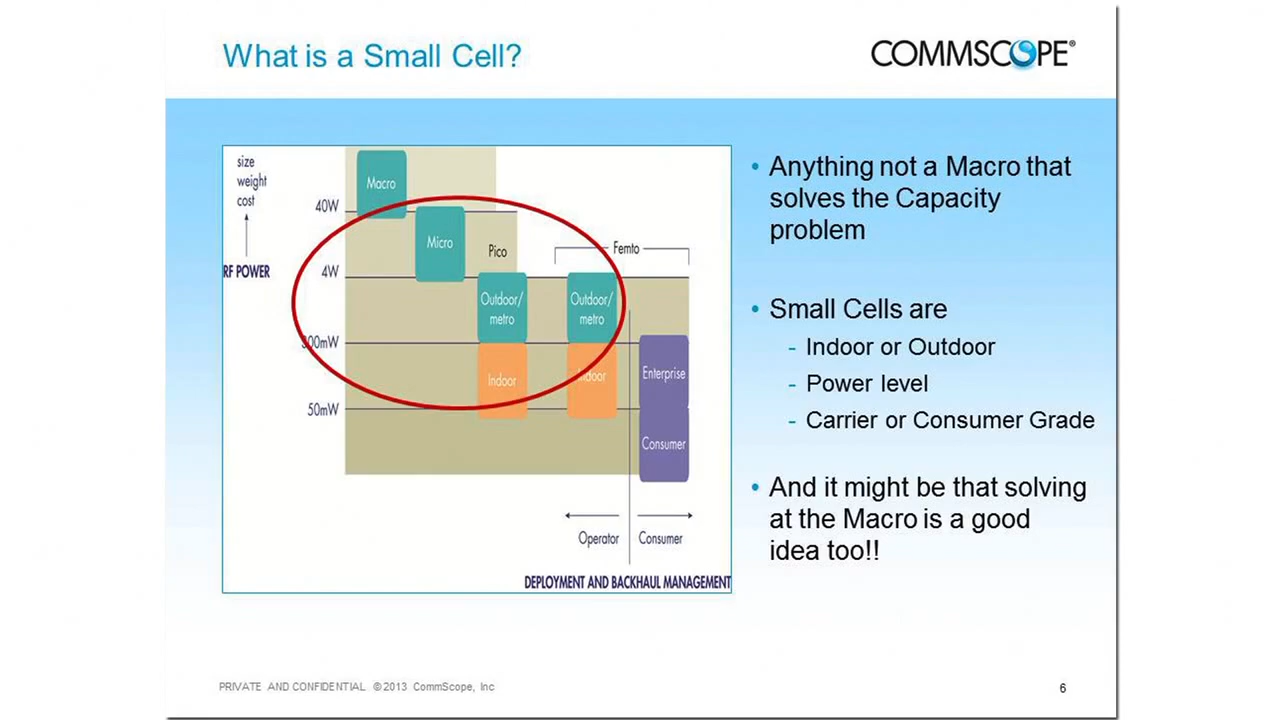 What is a Small Cell?
COMMSCOPE®
size
weight
cost
RF POWER
40W
4W
300mW
50mW
Macro
Micro
Pico
Femto
Outdoor/
metro
Indoor
Outdoor/
metro
Indoor
Enterprise
Consumer
Operator
Consumer
DEPLOYMENT AND BACKHAUL MANAGEMENT
• Anything not a Macro that
solves the Capacity
problem
• Small Cells are
- Indoor or Outdoor
- Power level
- Carrier or Consumer Grade
• And it might be that solving
at the Macro is a good
idea too!!
PRIVATE AND CONFIDENTIAL © 2013 CommScope, Inc
6